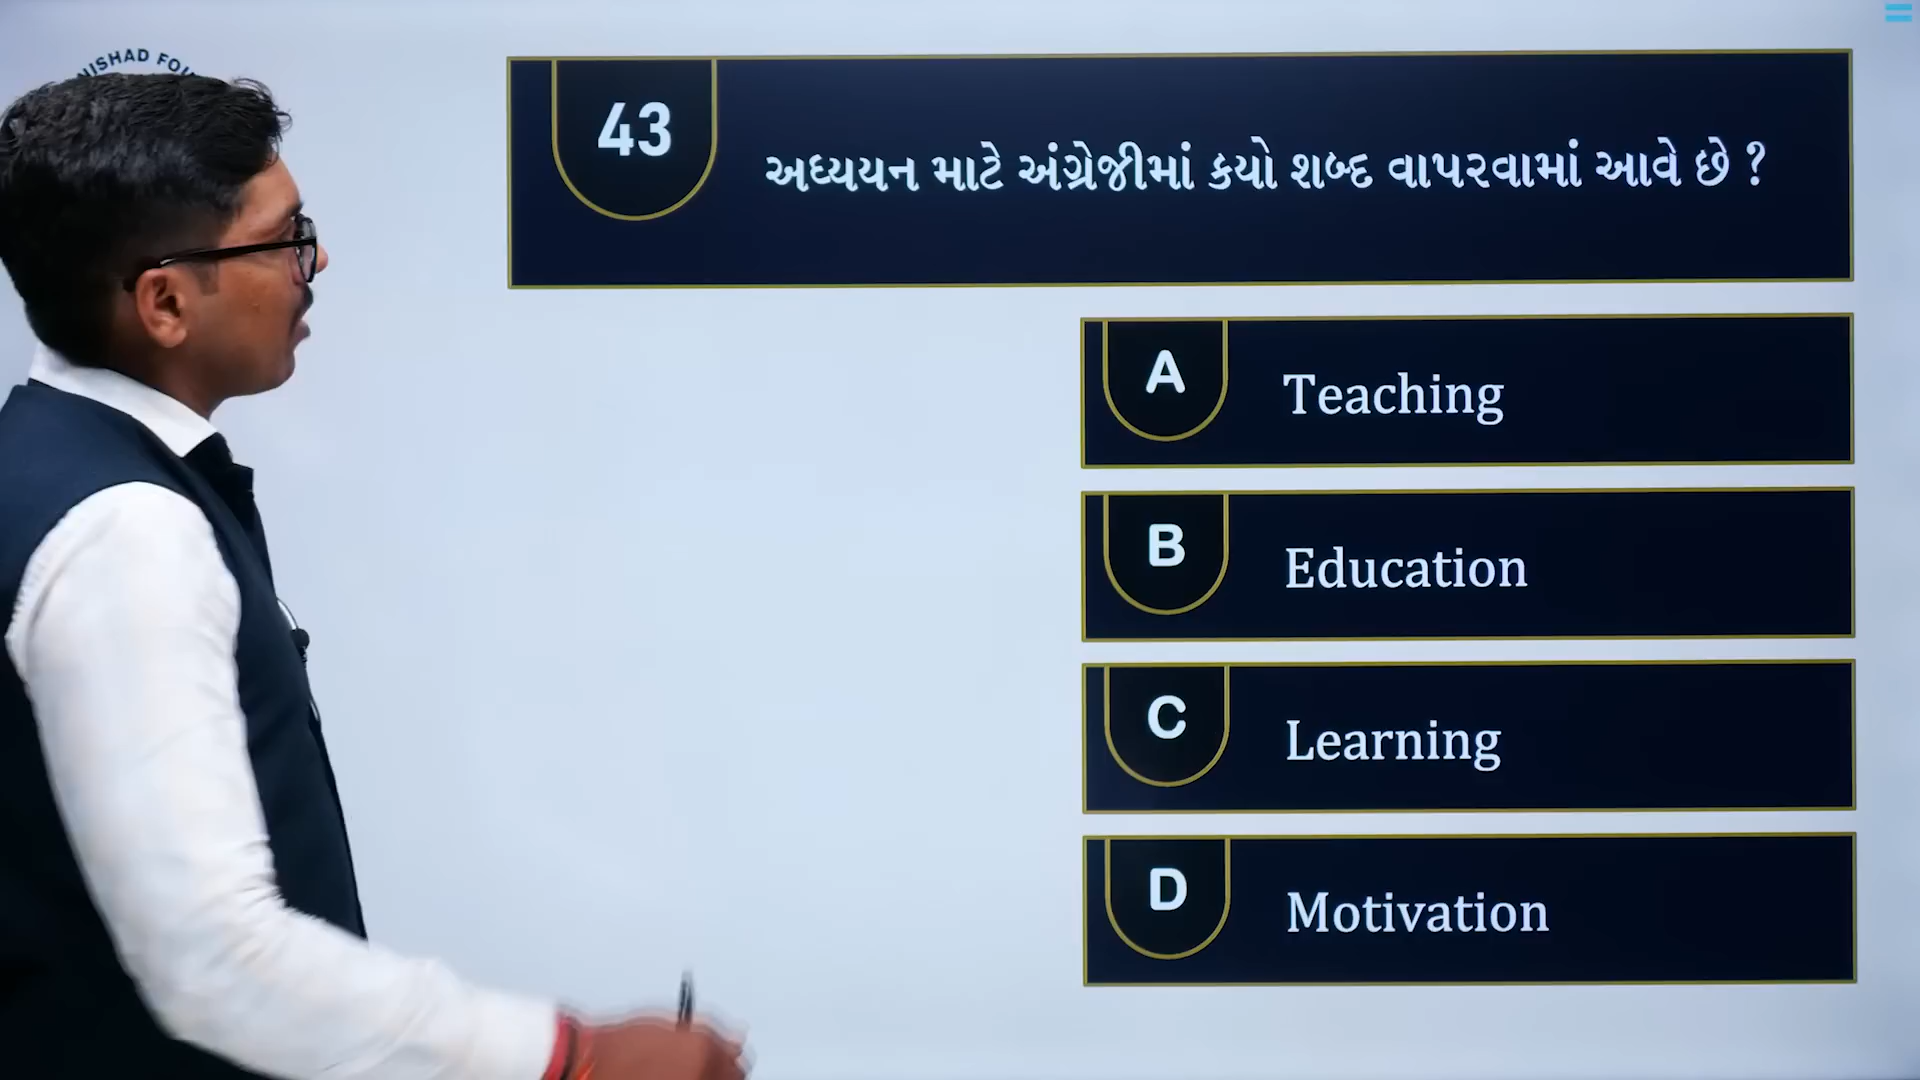 43
અધ્યયન માટે અંગ્રેજીમાં કયો શબ્દ વાપરવામાં આવે છે ?
A
Teaching
B
Education
C
Learning
D
Motivation